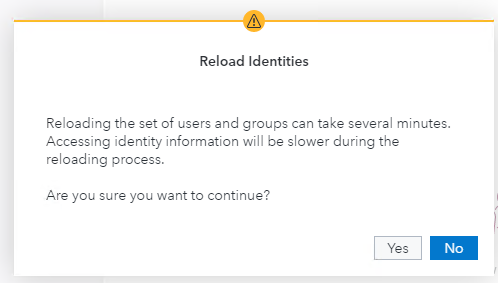 Reload Identities
Reloading the set of users and groups can take several minutes.
Accessing identity information will be slower during the
reloading process.
Are you sure you want to continue?
Yes No